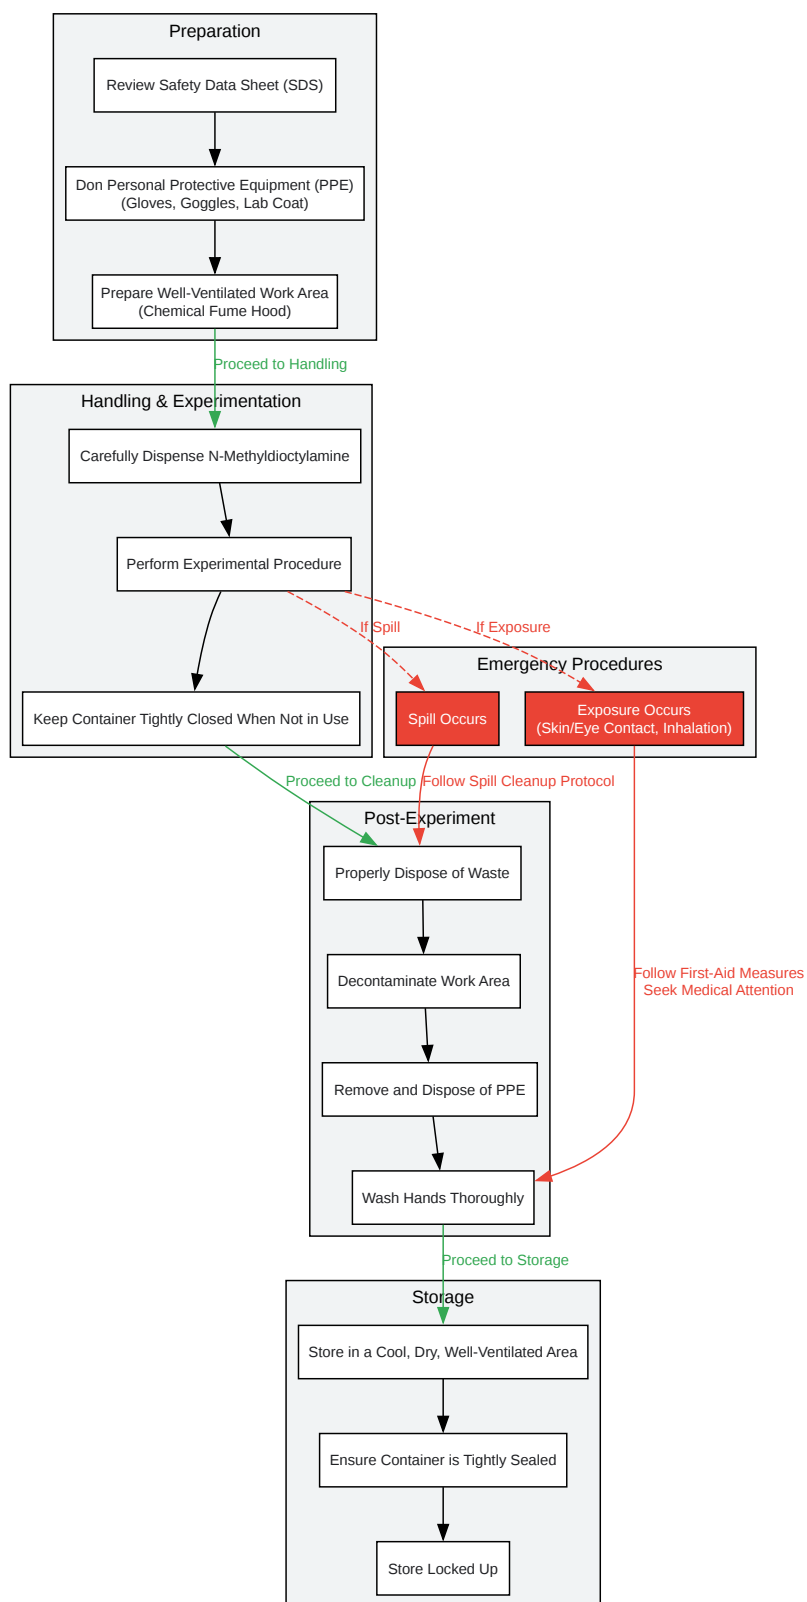 Preparation
Review Safety Data Sheet (SDS)
Don Personal Protective Equipment (PPE)
(Gloves, Goggles, Lab Coat)
Prepare Well-Ventilated Work Area
(Chemical Fume Hood)
Proceed to Handling
Handling & Experimentation
Carefully Dispense N-Methyldioctylamine
Perform Experimental Procedure
If Spill
If Exposure
Emergency Procedures
Keep Container Tightly Closed When Not in Use
Spill Occurs
Exposure Occurs
(Skin/Eye Contact, Inhalation)
Proceed to Cleanup
Follow Spill Cleanup Protocol
Post-Experiment
Properly Dispose of Waste
Decontaminate Work Area
Follow First-Aid Measures
Seek Medical Attention
Remove and Dispose of PPE
Wash Hands Thoroughly
Proceed to Storage
Storage
Store in a Cool, Dry, Well-Ventilated Area
Ensure Container is Tightly Sealed
Store Locked Up